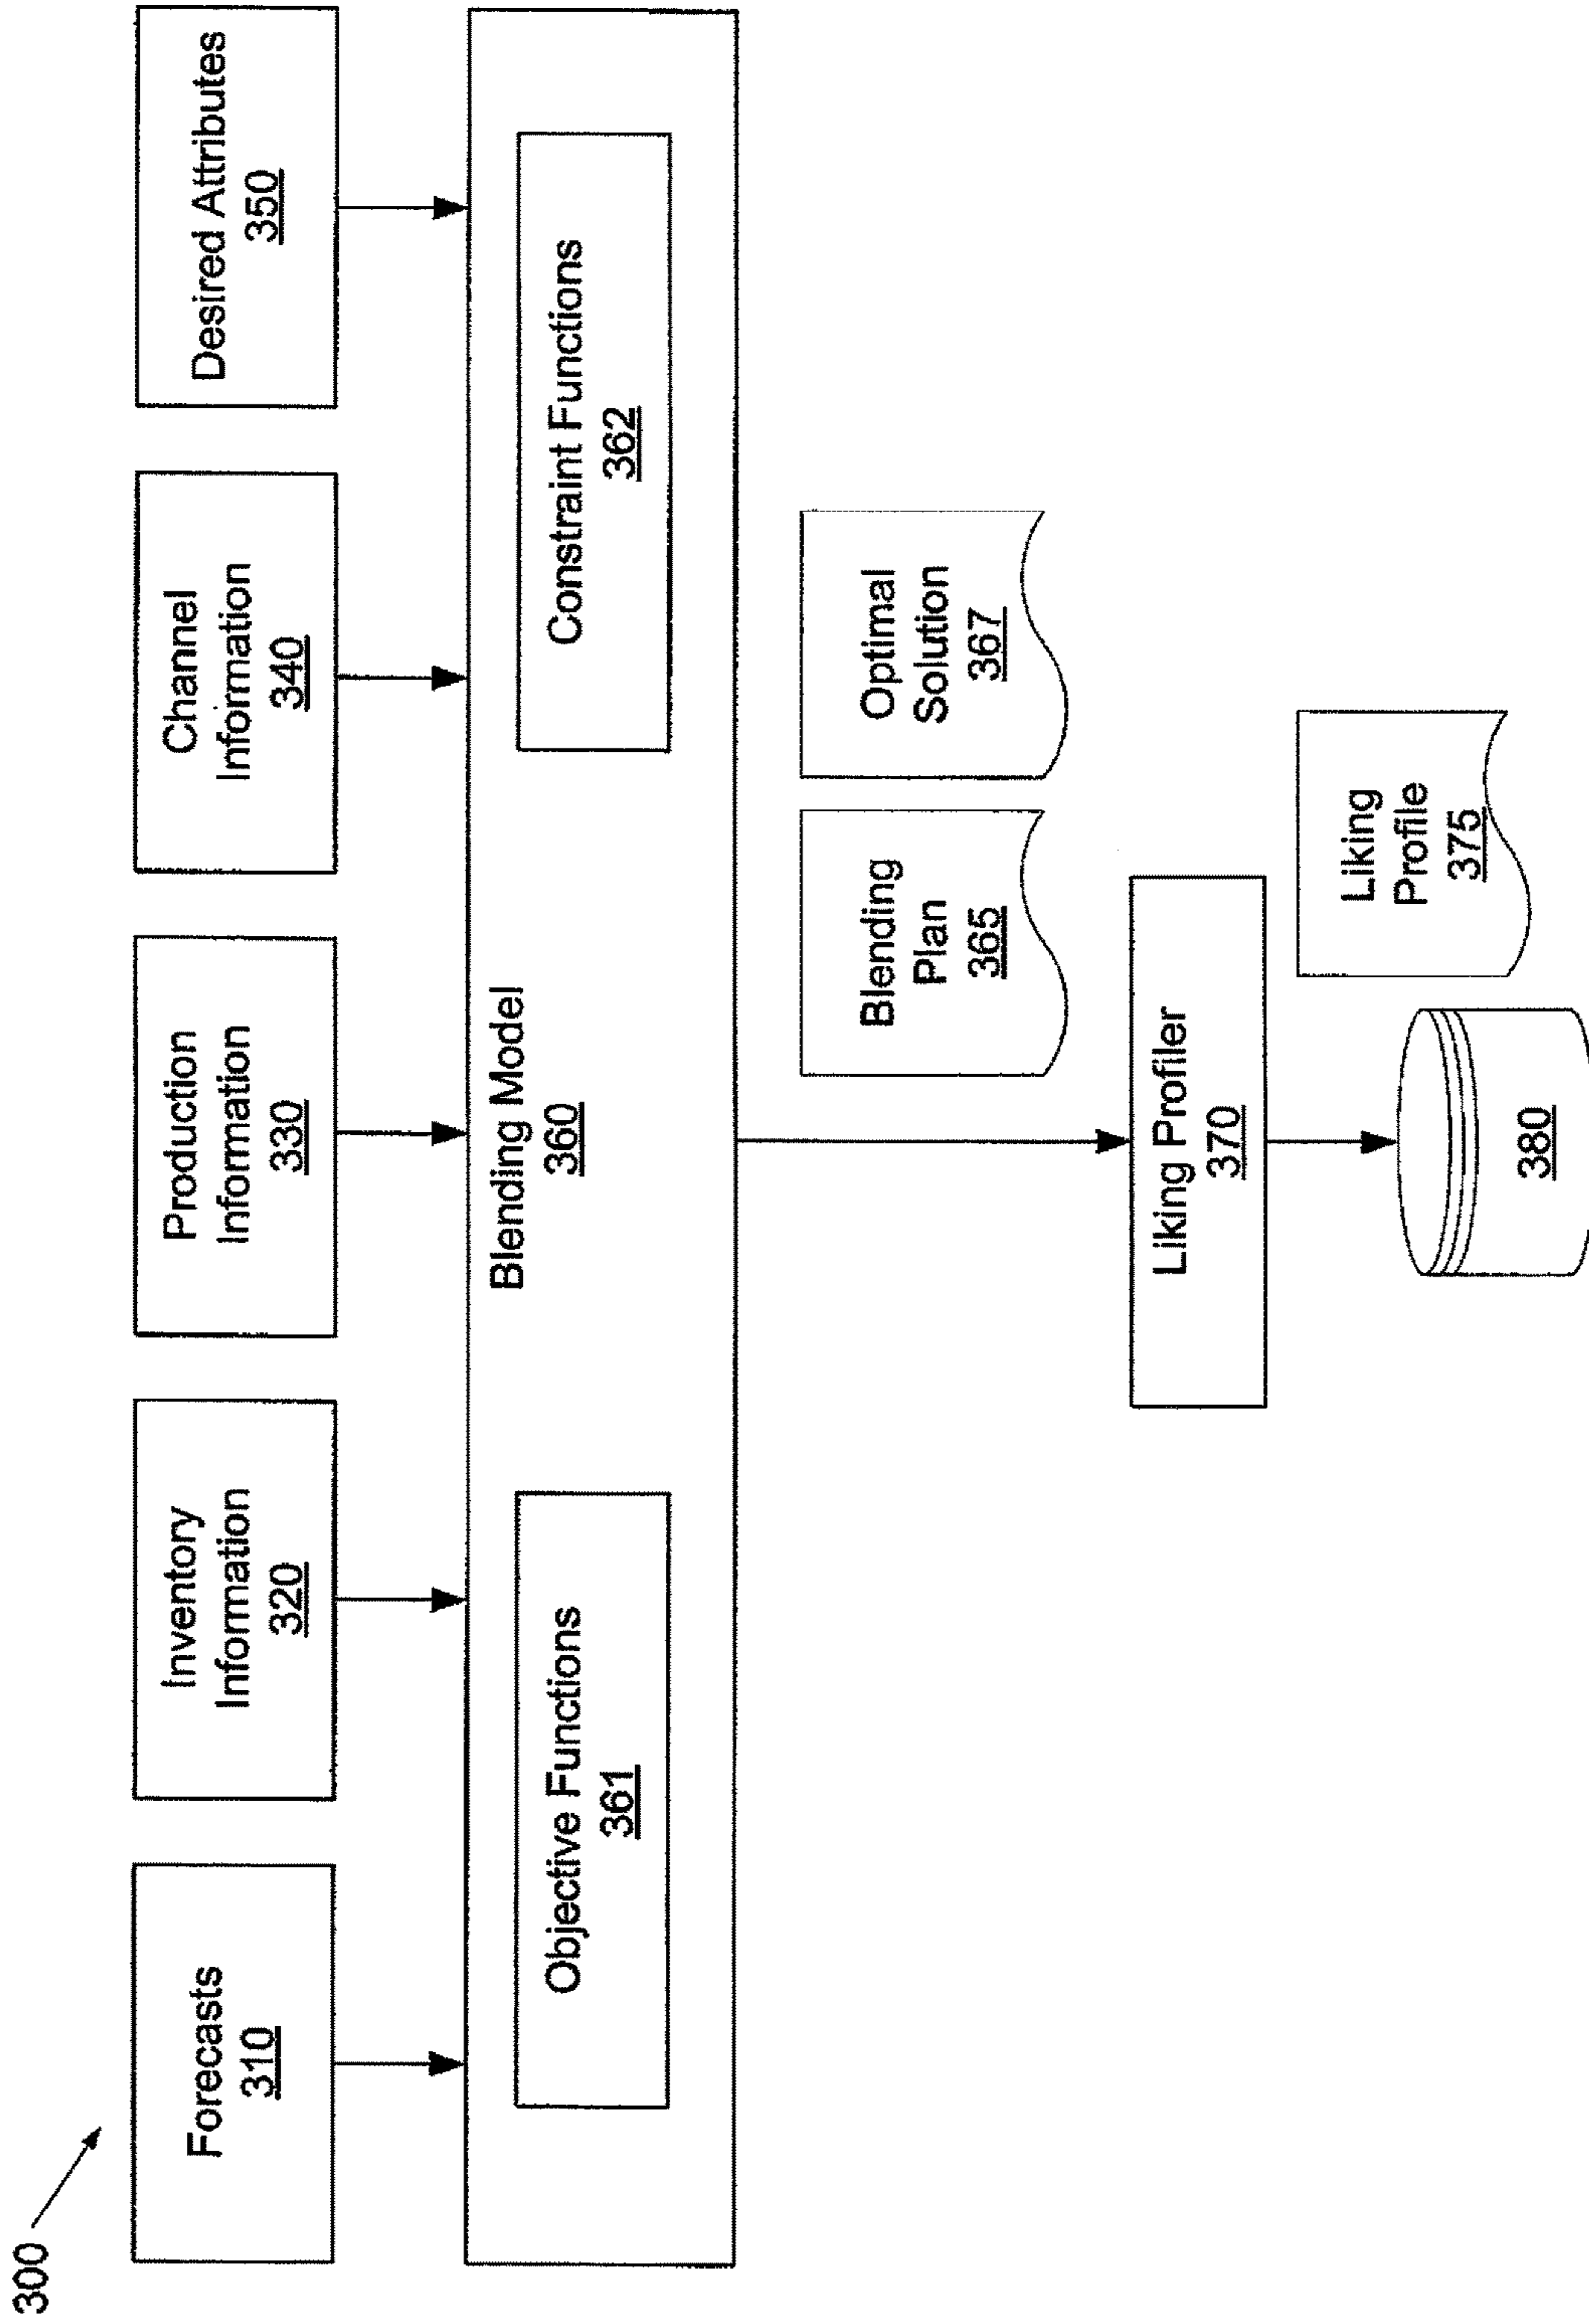 300
Forecasts
310
Inventory
Information
320
Production
Information
330
Channel
Information
340
Desired Attributes
350
Blending Model
360
Objective Functions
361
Constraint Functions
362
Blending
Plan
365
Optimal
Solution
367
Liking Profiler
370
Liking
Profile
375
380